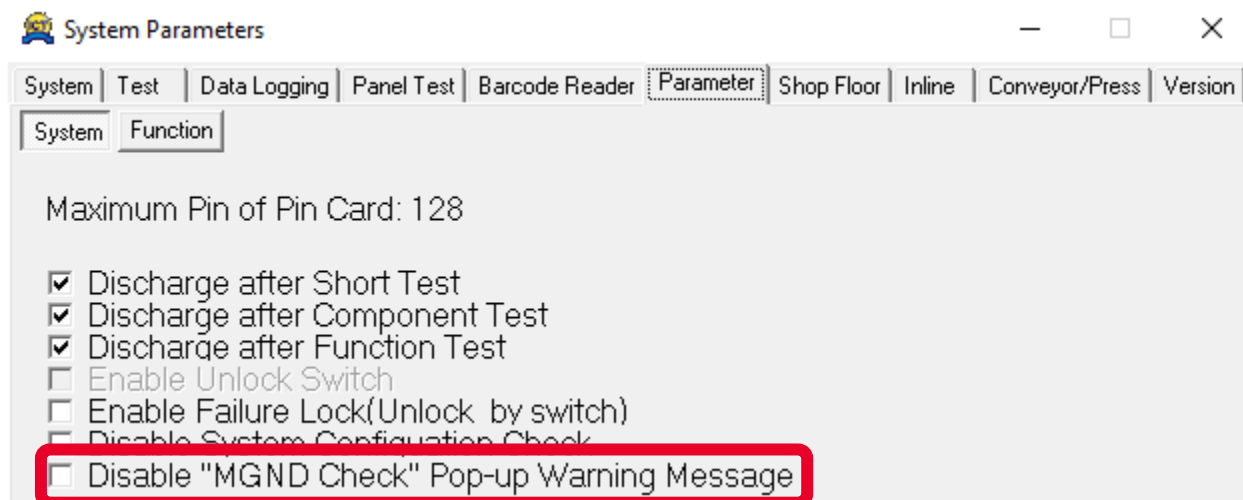 ICT System Parameters
System Test Data Logging Panel Test Barcode Reader Parameter Shop Floor Inline Conveyor/Press Version
System Function
Maximum Pin of Pin Card: 128
Discharge after Short Test
Discharge after Component Test
Discharge after Function Test
Enable Unlock Switch
Enable Failure Lock(Unlock by switch)
Disable System Configuation Check
Disable "MGND Check" Pop-up Warning Message